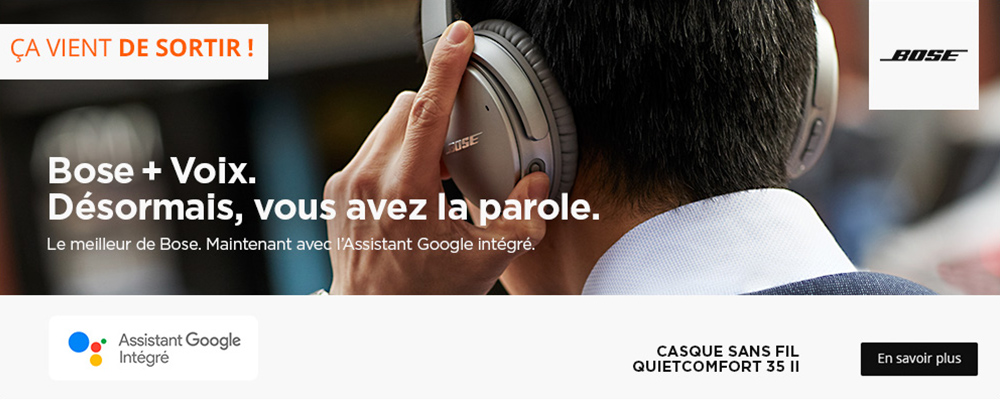 ÇA VIENT DE SORTIR !
BOSE
BOSE
Bose + Voix.
Désormais, vous avez la parole.
Le meilleur de Bose. Maintenant avec l'Assistant Google intégré.
Assistant Google
Intégré
CASQUE SANS FIL
QUIETCOMFORT 35 II
En savoir plus